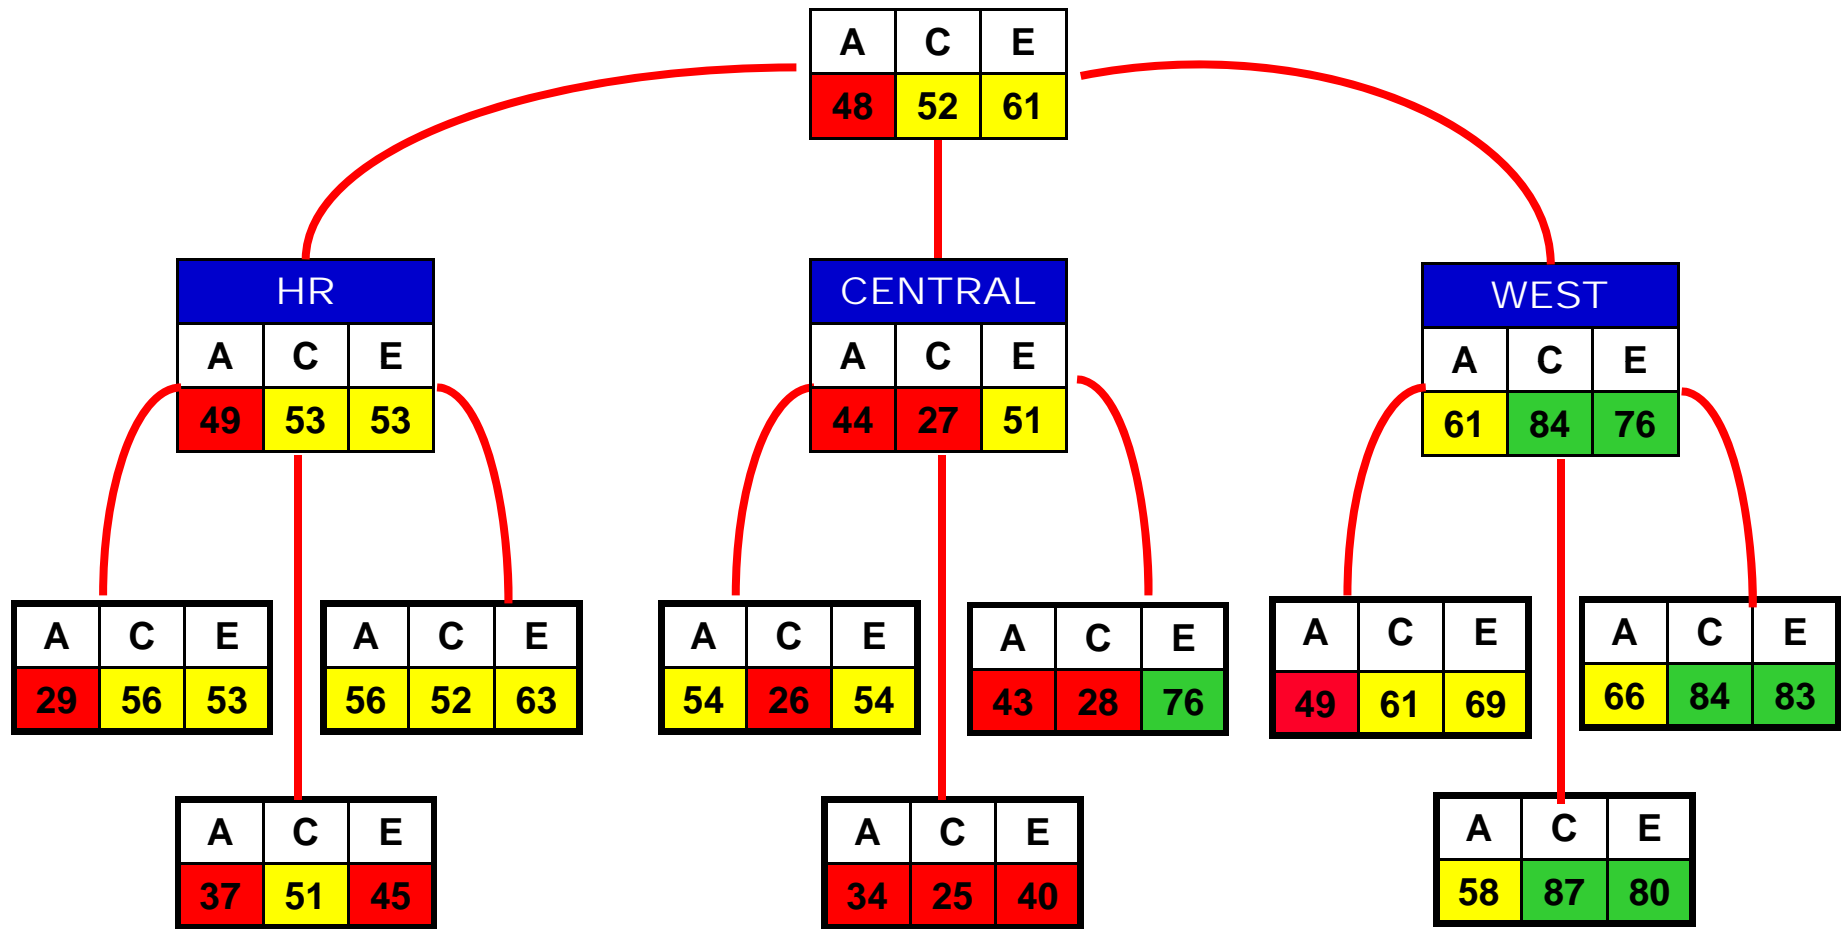 A C E
48 52 61
HR
A C E
49 53 53
CENTRAL
A C E
44 27 51
WEST
A C E
61 84 76
A C E
29 56 53
A C E
56 52 63
A C E
54 26 54
A C E
43 28 76
A C E
49 61 69
A C E
66 84 83
A C E
37 51 45
A C E
34 25 40
A C E
58 87 80